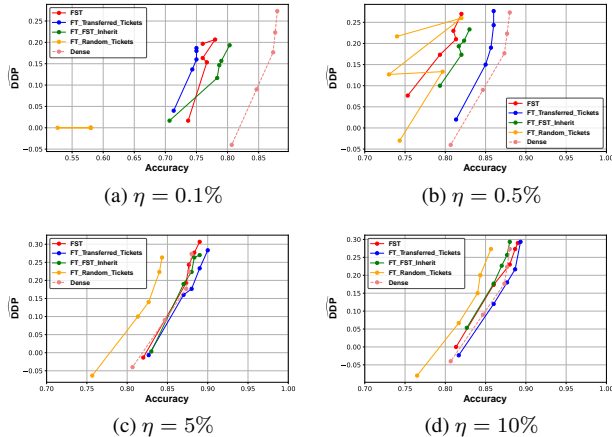 FST
FT_Transferred_Tickets
FT_FST_Inherit
FT_Random_Tickets
Dense
DDP
0.25
0.20
0.15
0.10
0.05
0.00
−0.05
0.55 0.60 0.65 0.70 0.75 0.80 0.85
Accuracy
(a) η = 0.1%
DDP
0.25
0.20
0.15
0.10
0.05
0.00
−0.05
FST
FT_Transferred_Tickets
FT_FST_Inherit
FT_Random_Tickets
Dense
0.70 0.75 0.80 0.85 0.90 0.95 1.00
Accuracy
(b) η = 0.5%
FST
FT_Transferred_Tickets
FT_FST_Inherit
FT_Random_Tickets
Dense
DDP
0.30
0.25
0.20
0.15
0.10
0.05
0.00
−0.05
0.70 0.75 0.80 0.85 0.90 0.95 1.00
Accuracy
(c) η = 5%
FST
FT_Transferred_Tickets
FT_FST_Inherit
FT_Random_Tickets
Dense
DDP
0.30
0.25
0.20
0.15
0.10
0.05
0.00
−0.05
0.70 0.75 0.80 0.85 0.90 0.95 1.00
Accuracy
(d) η = 10%